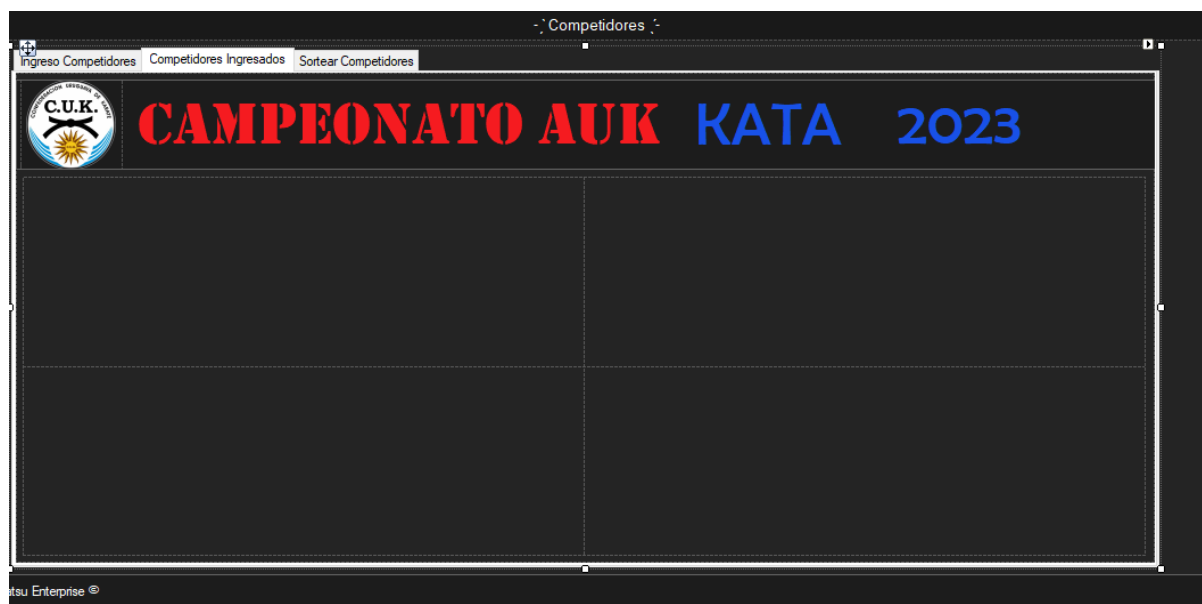 -¦ Competidores ¦-
Ingreso Competidores Competidores Ingresados Sortear Competidores
C.U.K. CAMPEONATO AUK KATA 2023
Enterprise ©